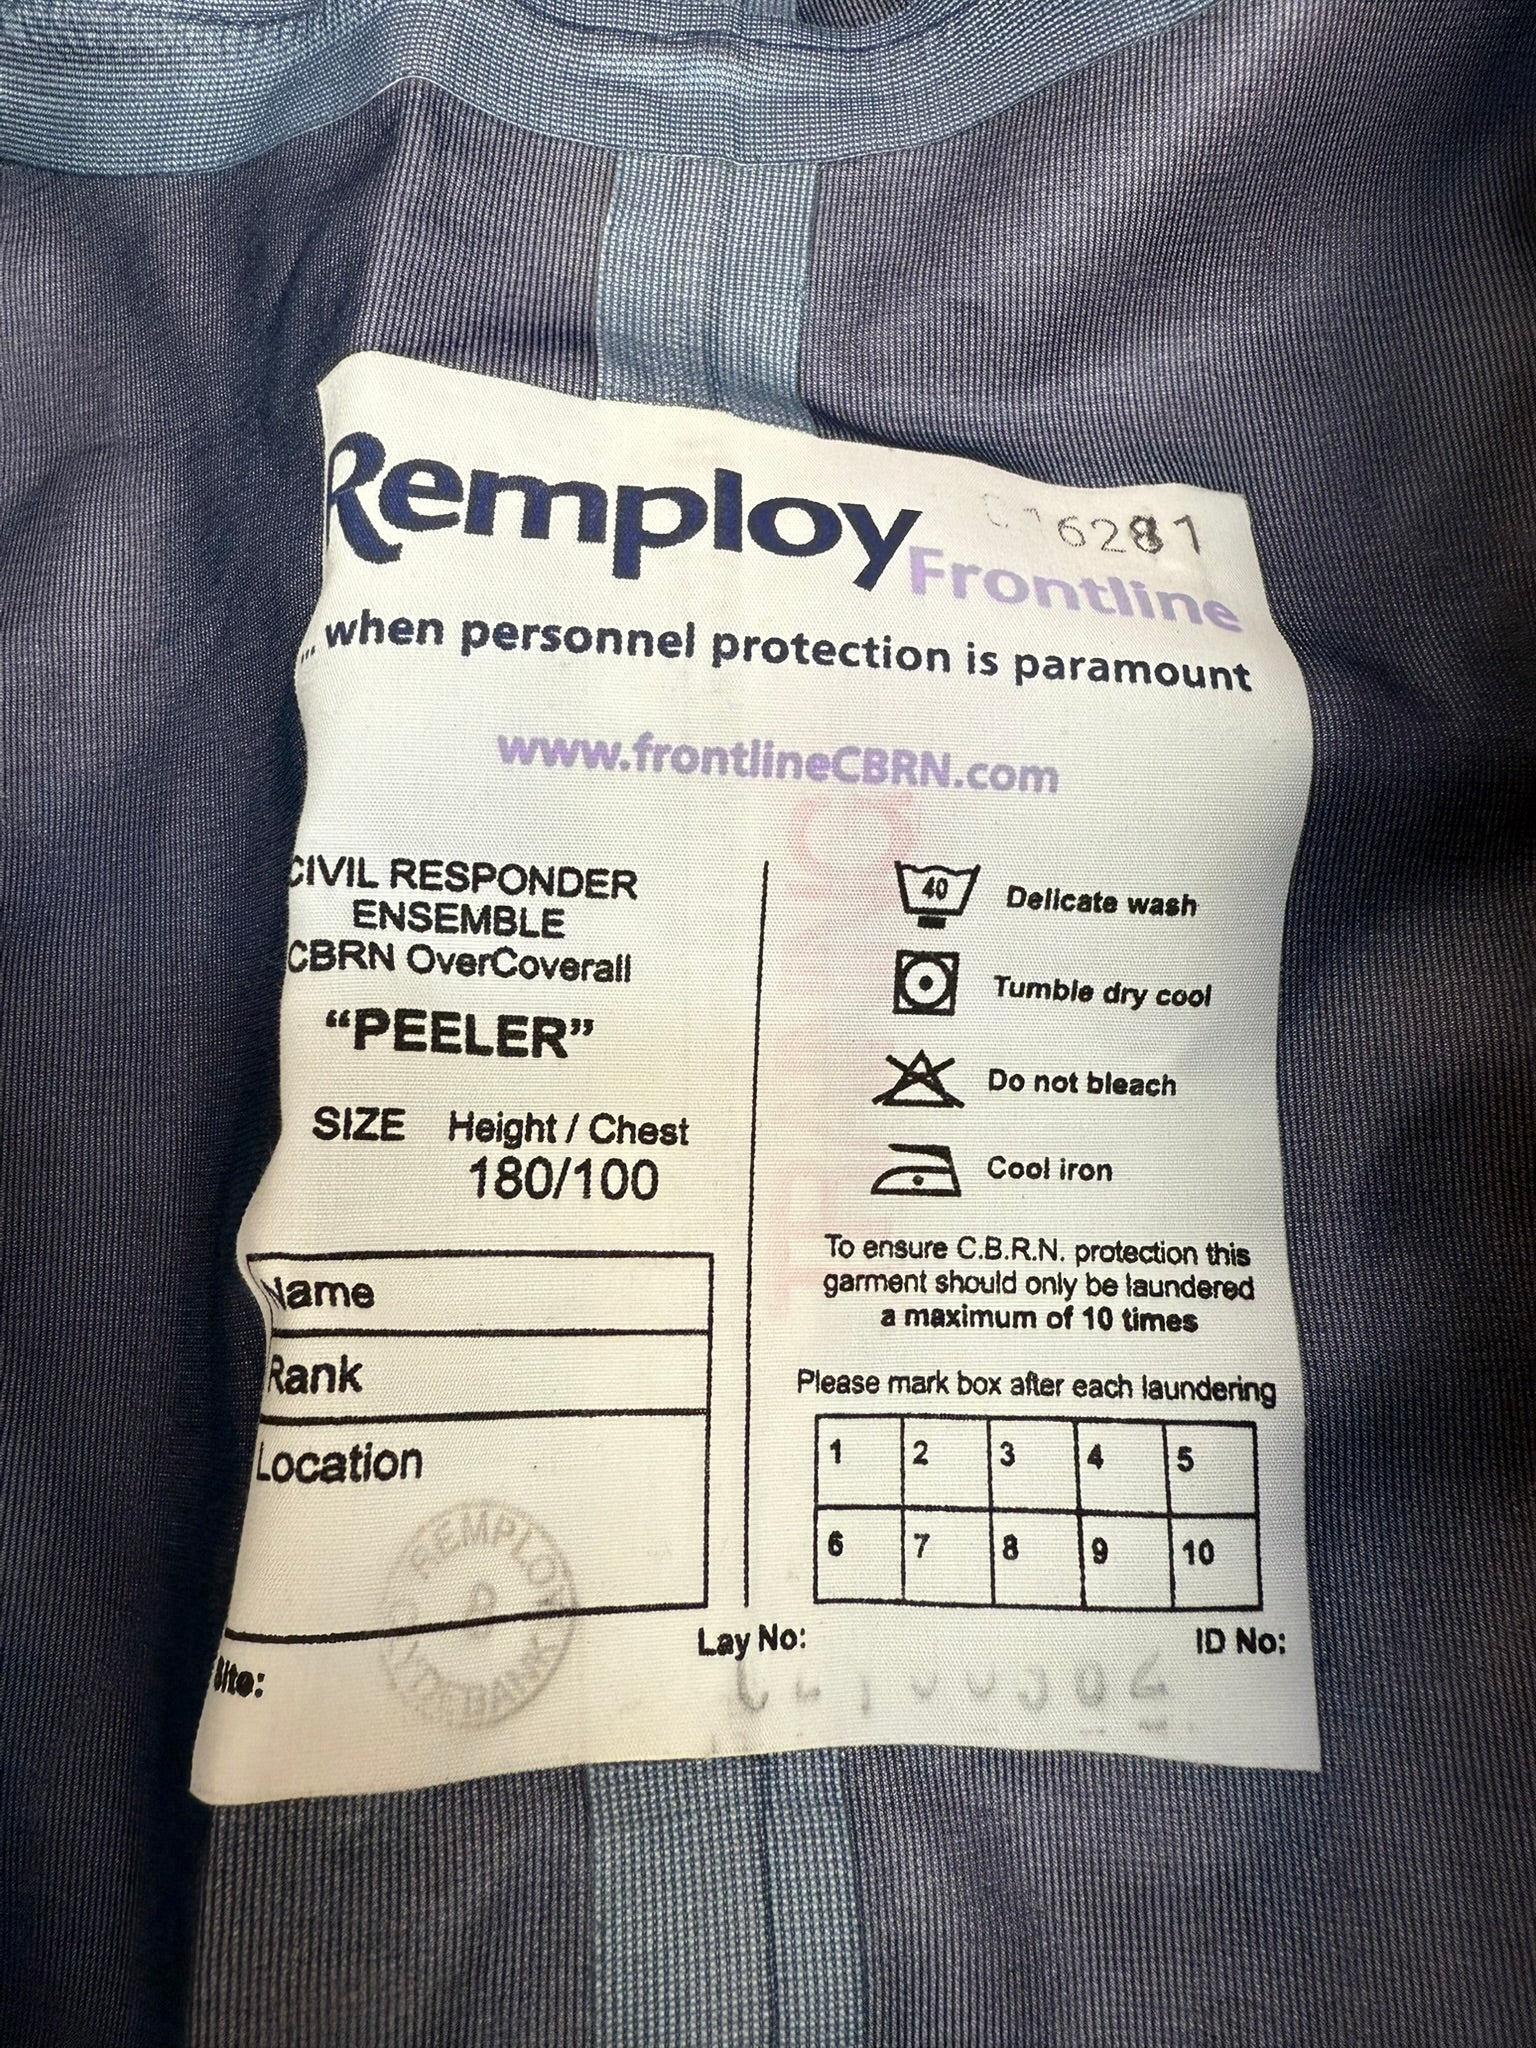 Remploy Frontline
... when personnel protection is paramount
www.frontlineCBRN.com
CIVIL RESPONDER
ENSEMBLE
CBRN OverCoverall
"PEELER"
SIZE Height / Chest
180/100
Name
Rank
Location
REMPLOY
Site:
40 Delicate wash
Tumble dry cool
Do not bleach
Cool iron
To ensure C.B.R.N. protection this
garment should only be laundered
a maximum of 10 times
Please mark box after each laundering
1 2 3 4 5
6 7 8 9 10
Lay No: ID No: